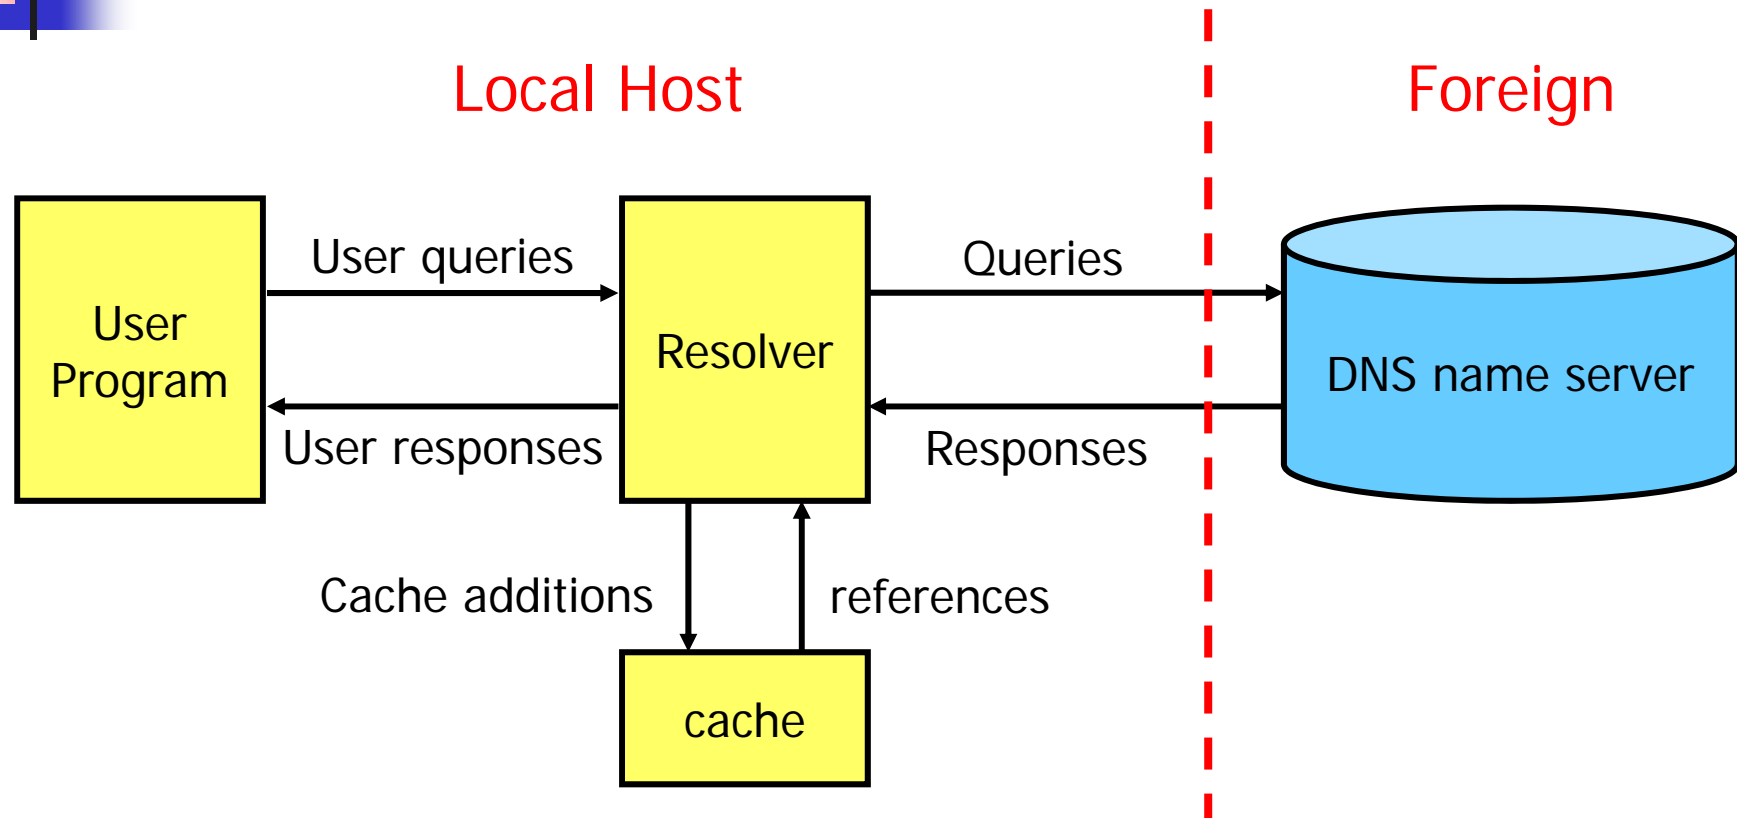 Local Host
Foreign
User queries
Queries
User
Program
Resolver
DNS name server
User responses
Responses
Cache additions
references
cache